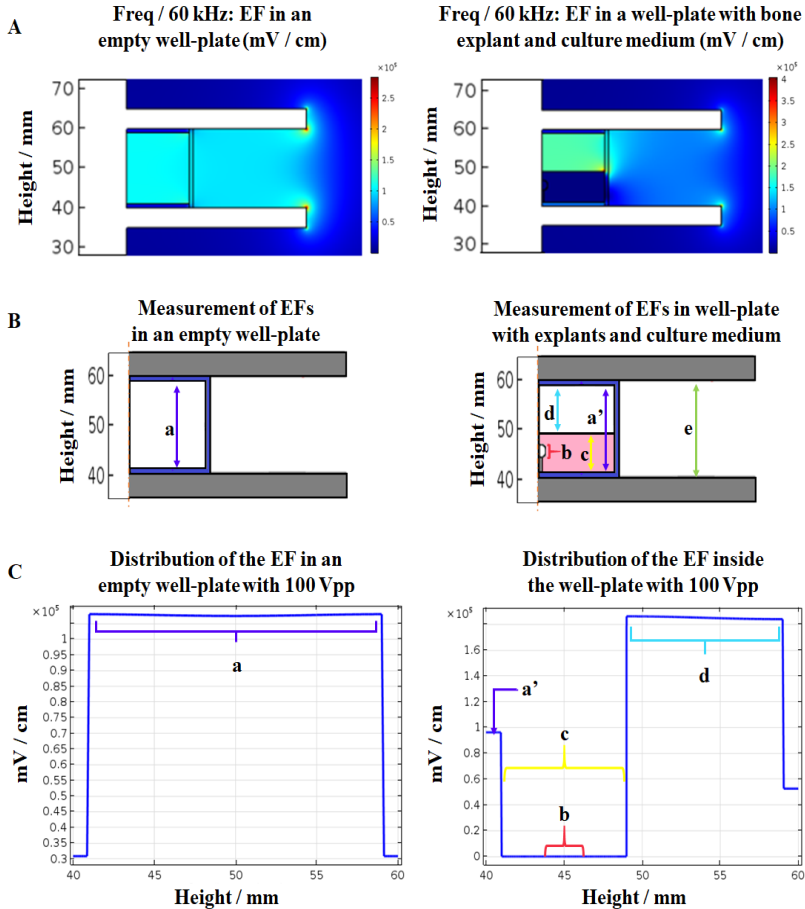 A
Freq / 60 kHz: EF in an
empty well-plate (mV / cm)
Freq / 60 kHz: EF in a well-plate with bone
explant and culture medium (mV / cm)
×10⁵
2.5
2
1.5
1
0.5
70
60
50
40
30
Height / mm
×10⁵
4
3.5
3
2.5
2
1.5
1
0.5
70
60
50
40
30
Height / mm
B
Measurement of EFs
in an empty well-plate
Measurement of EFs in well-plate
with explants and culture medium
60
50
40
Height / mm
a
60
50
40
Height / mm
d
a’
b
c
e
C
Distribution of the EF in an
empty well-plate with 100 Vpp
Distribution of the EF inside
the well-plate with 100 Vpp
×10⁵
1
0.95
0.9
0.85
0.8
0.75
0.7
0.65
0.6
0.55
0.5
0.45
0.4
0.35
0.3
mV / cm
a
40
45
50
55
60
Height / mm
×10⁵
1.6
1.4
1.2
1
0.8
0.6
0.4
0.2
0
mV / cm
a’
c
b
d
40
45
50
55
60
Height / mm